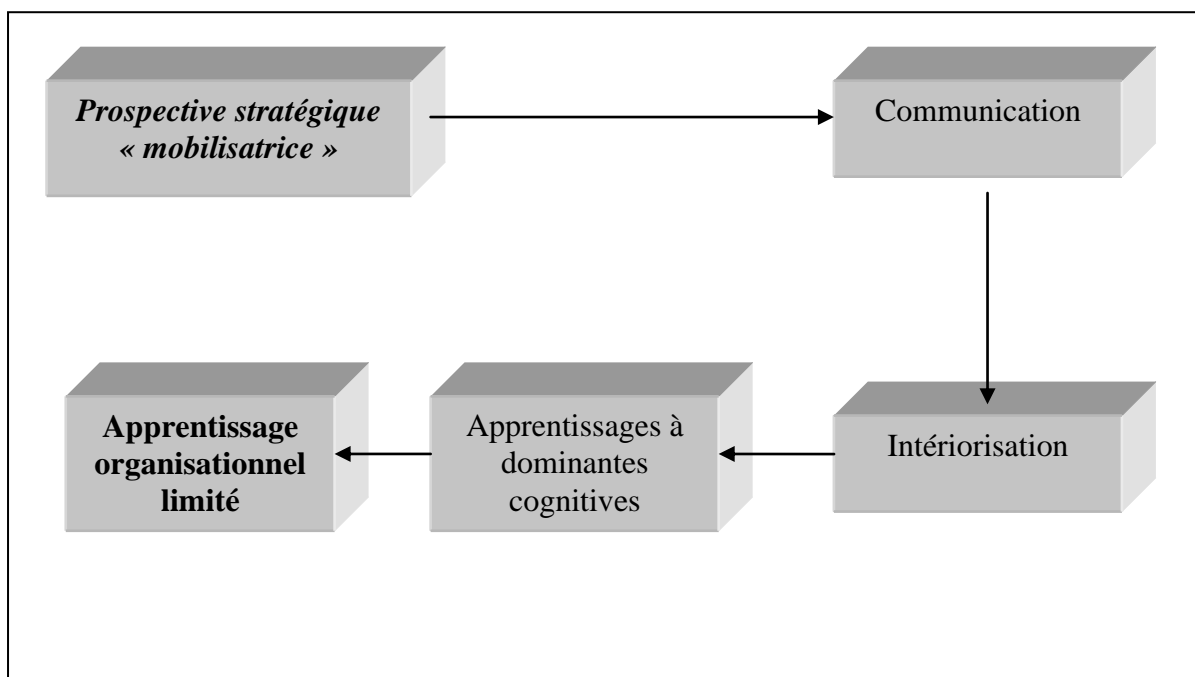 Prospective stratégique
« mobilisatrice »
Communication
Intériorisation
Apprentissages à
dominantes
cognitives
Apprentissage
organisationnel
limité